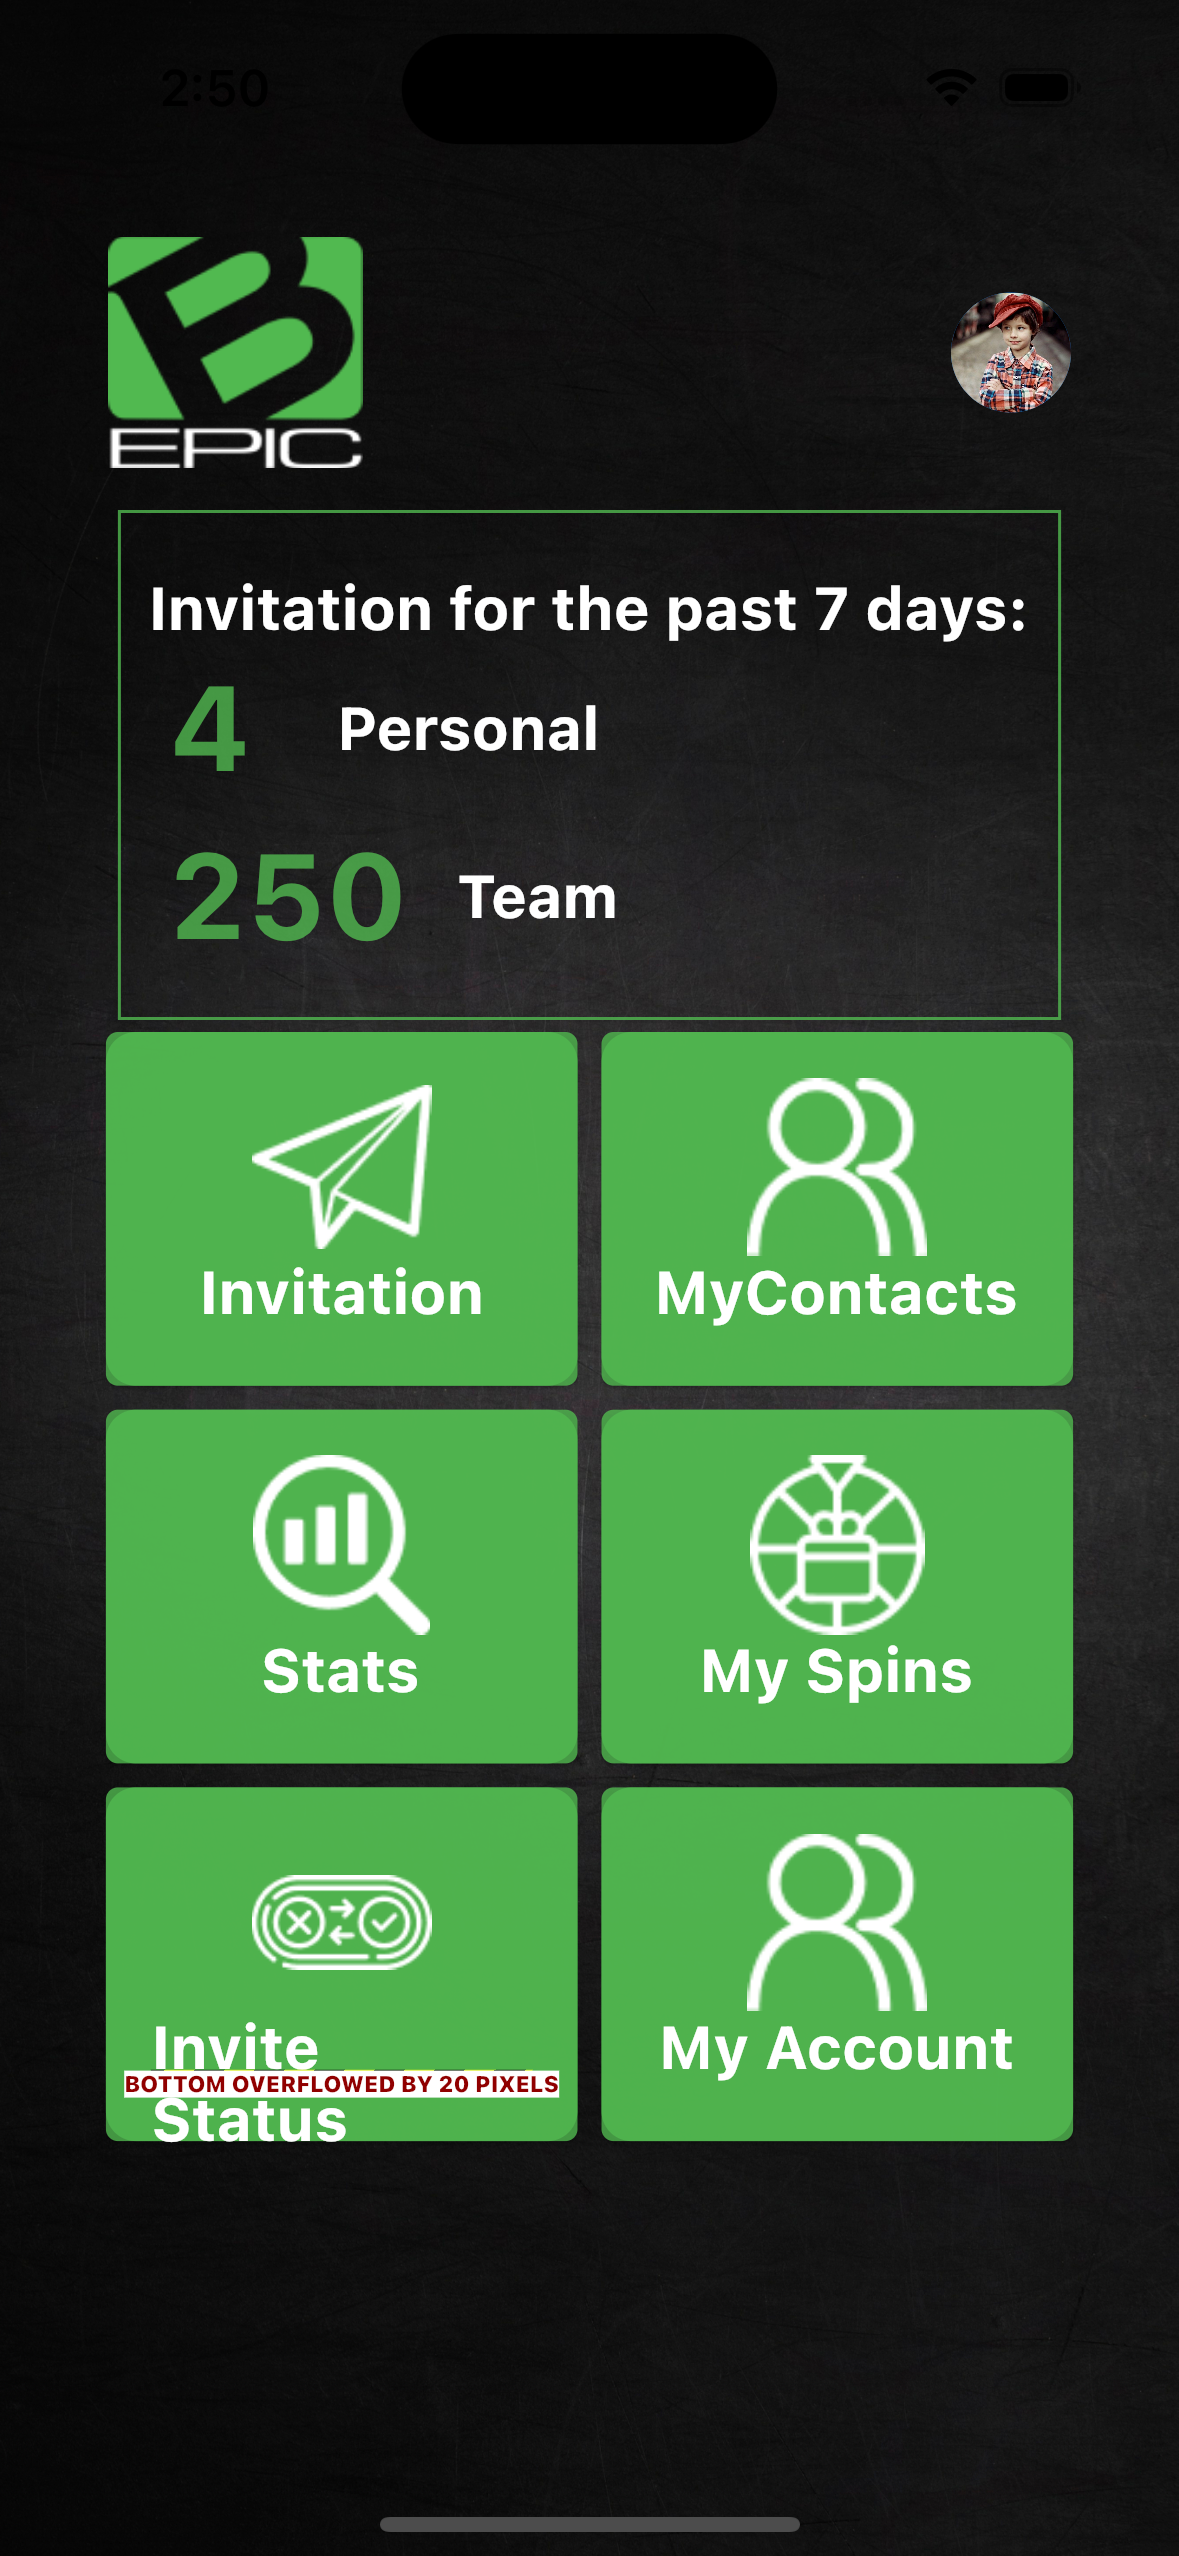 2:50
B
EPIC
Invitation for the past 7 days:
4 Personal
250 Team
Invitation
MyContacts
Stats
My Spins
Invite
BOTTOM OVERFLOWED BY 20 PIXELS
Status
My Account